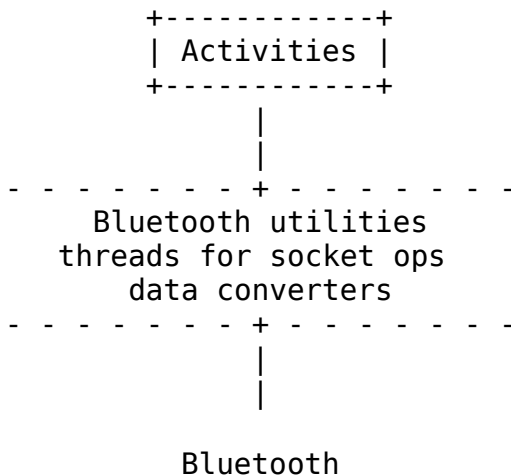 Activities
Bluetooth utilities
threads for socket ops
data converters
Bluetooth